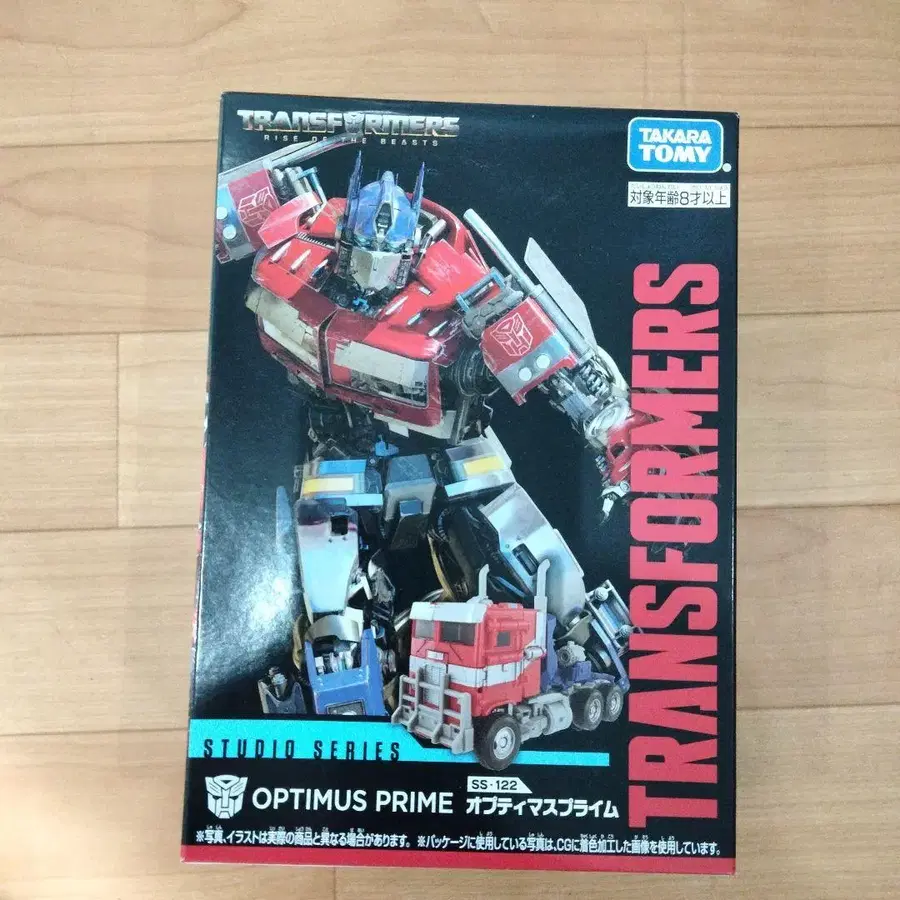 TRANSFORMERS
RISE OF THE BEASTS
TAKARA
TOMY
対象年齢8才以上
TRANSFORMERS
STUDIO SERIES
SS-122
OPTIMUS PRIME オプティマスプライム
※写真、イラストは実際の商品と異なる場合があります。 ※パッケージに使用している写真は、CGに着色加工した画像を使用しています。